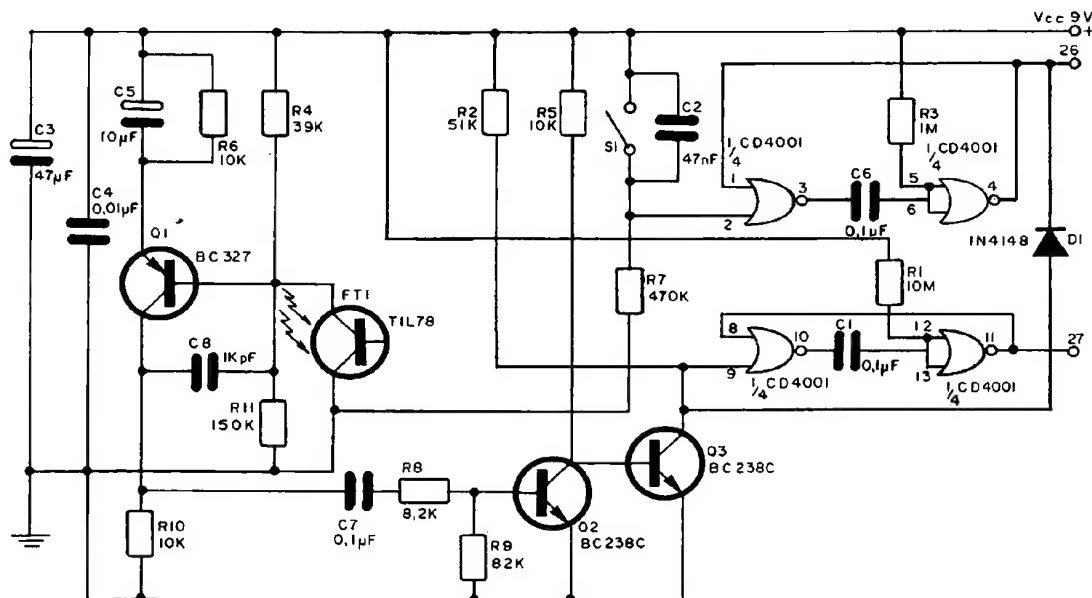 Vcc 9V
+
26
C5
10µF
R6
10K
R4
39K
C3
47µF
C4
0,01µF
R2
51K
R5
10K
S1
C2
47nF
R3
1M
1/4 CD4001
1
2
3
C6
0,1µF
1/4 CD4001
5
6
4
1N4148
D1
Q1
BC327
FT1
TIL78
R7
470K
R1
10M
C8
1KpF
R11
150K
8
9
10
1/4 CD4001
C1
0,1µF
12
13
11
1/4 CD4001
27
Q3
BC238C
R10
10K
C7
0,1µF
R8
8,2K
R9
82K
Q2
BC238C